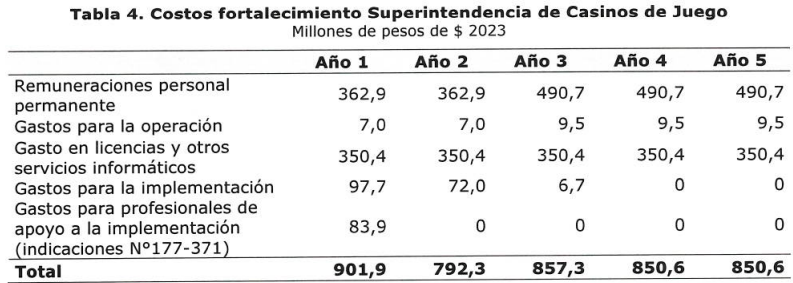 Tabla 4. Costos fortalecimiento Superintendencia de Casinos de Juego
Millones de pesos de $ 2023
Año 1 Año 2 Año 3 Año 4 Año 5
Remuneraciones personal
permanente 362,9 362,9 490,7 490,7 490,7
Gastos para la operación 7,0 7,0 9,5 9,5 9,5
Gasto en licencias y otros
servicios informáticos 350,4 350,4 350,4 350,4 350,4
Gastos para la implementación 97,7 72,0 6,7 0 0
Gastos para profesionales de
apoyo a la implementación 83,9 0 0 0 0
(indicaciones N°177-371)
Total 901,9 792,3 857,3 850,6 850,6